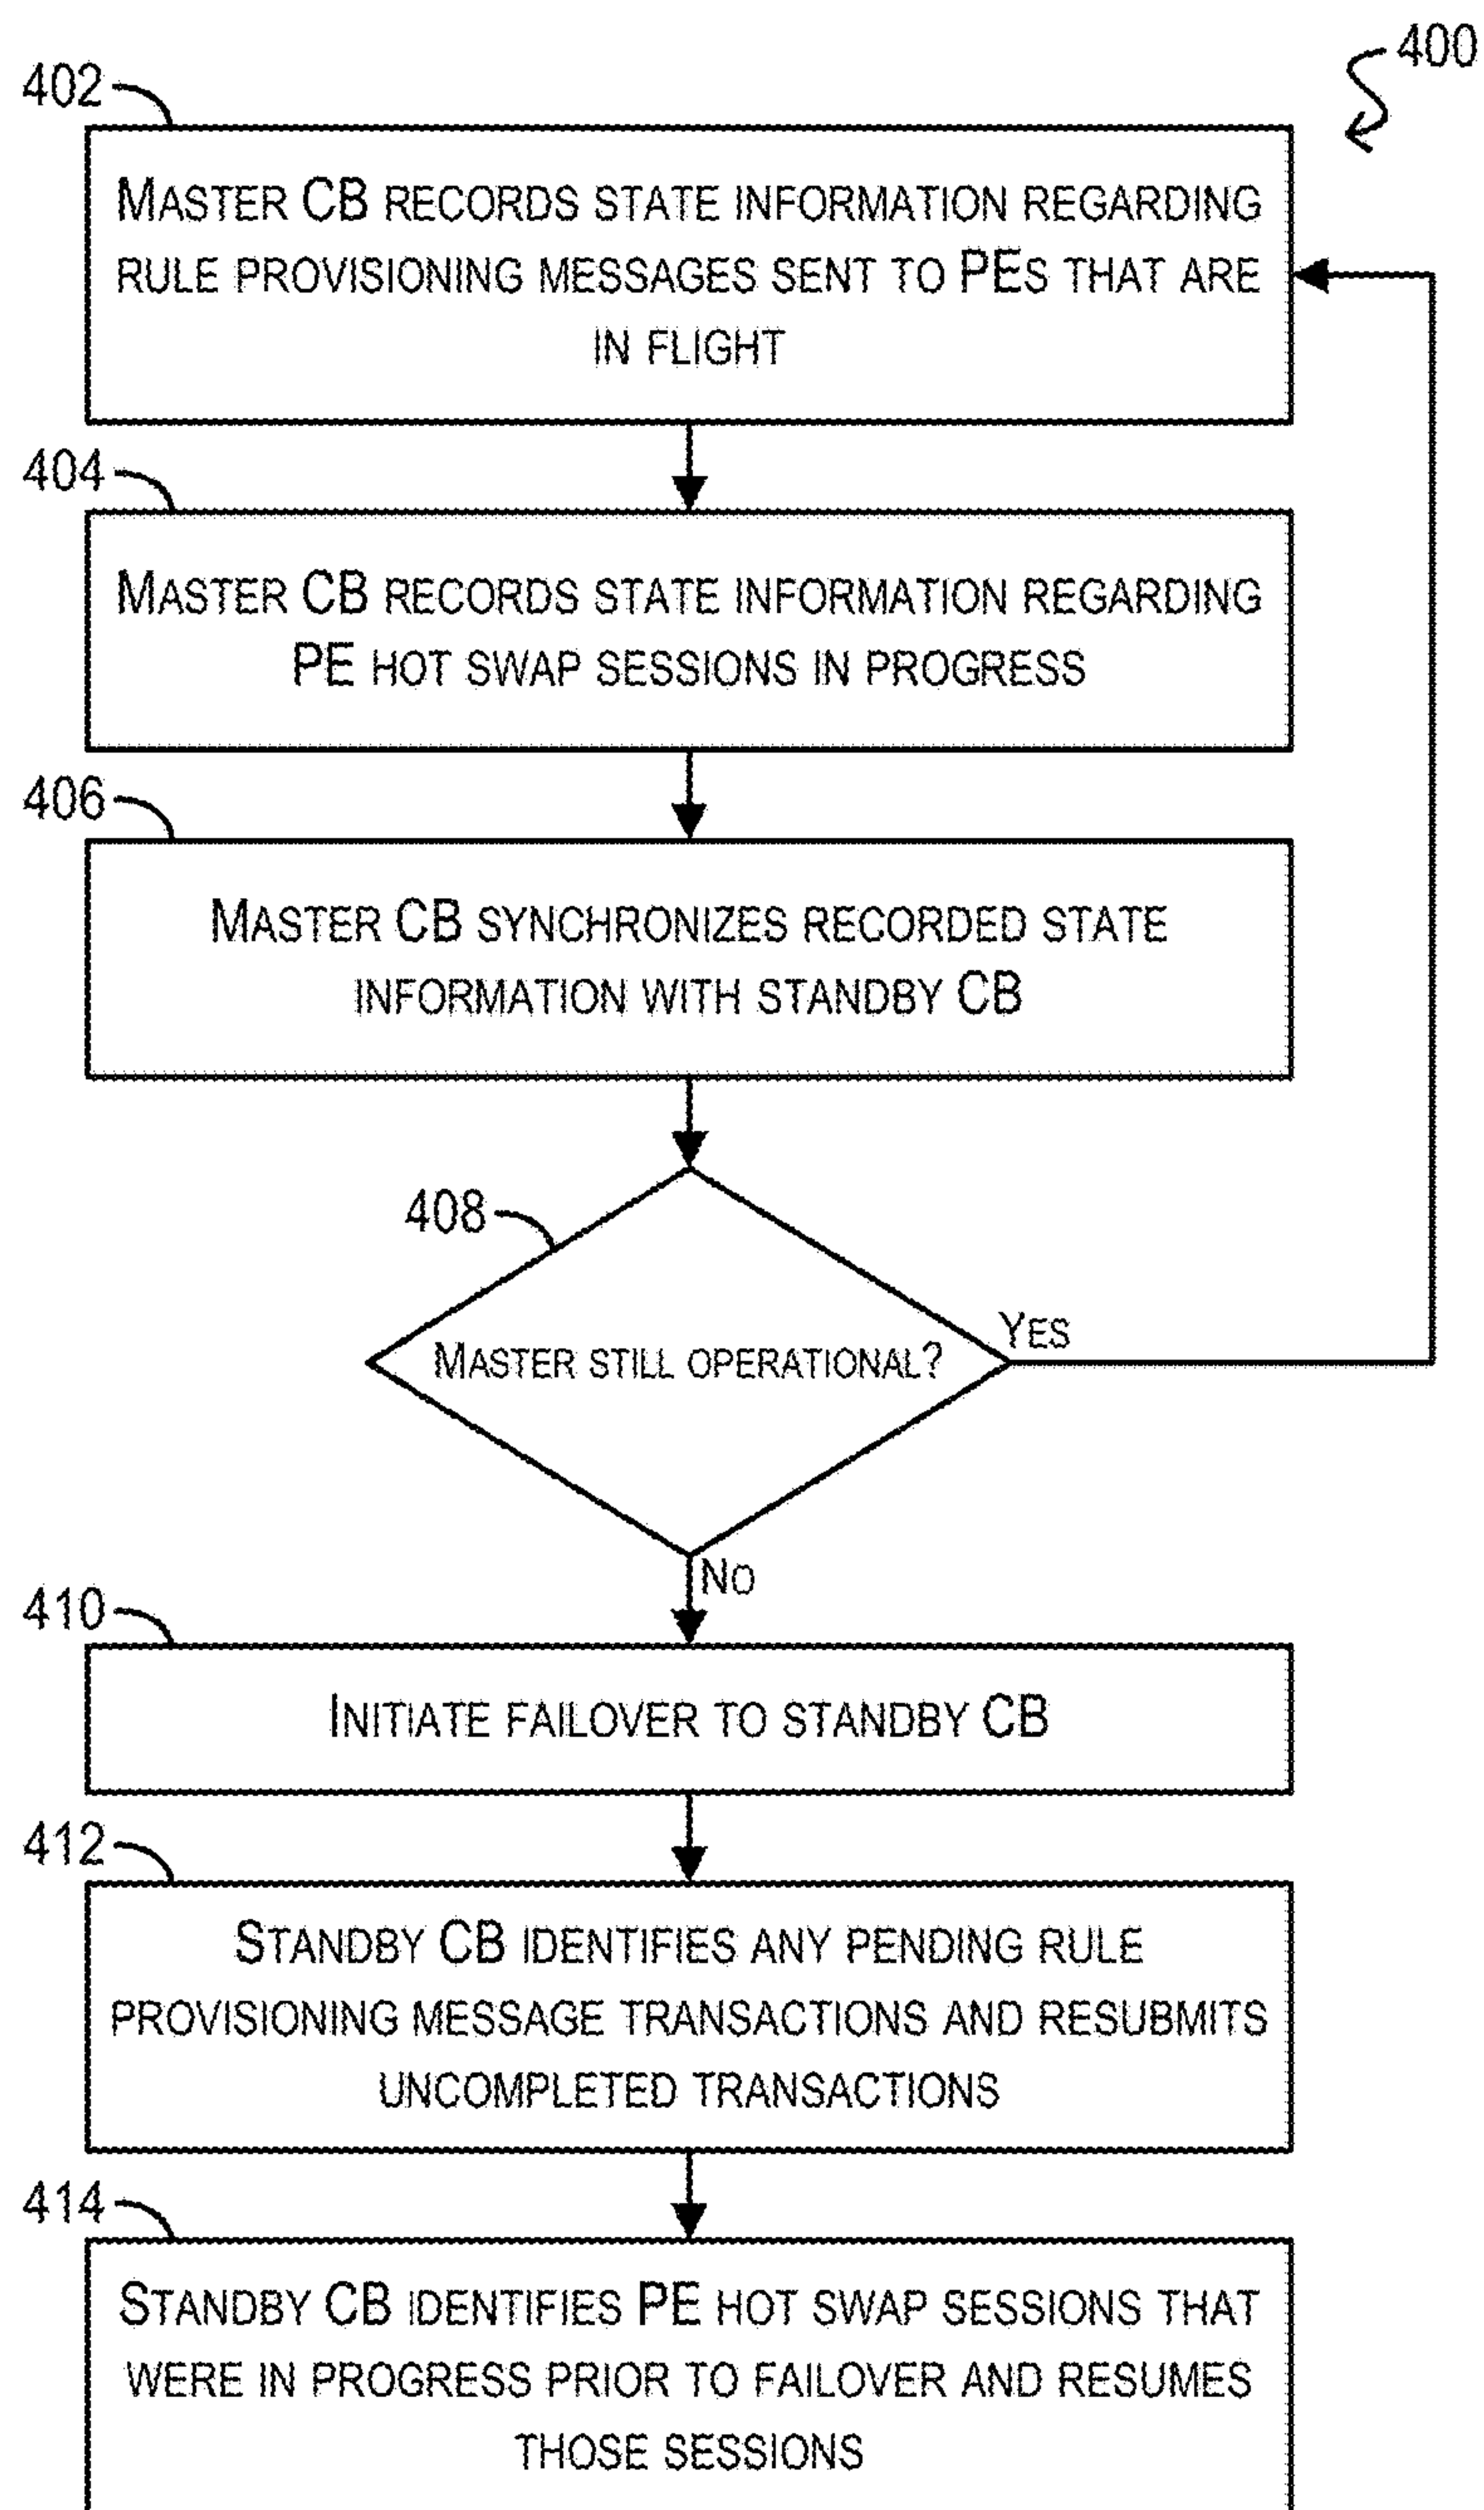 400
402
MASTER CB RECORDS STATE INFORMATION REGARDING
RULE PROVISIONING MESSAGES SENT TO PES THAT ARE
IN FLIGHT
404
MASTER CB RECORDS STATE INFORMATION REGARDING
PE HOT SWAP SESSIONS IN PROGRESS
406
MASTER CB SYNCHRONIZES RECORDED STATE
INFORMATION WITH STANDBY CB
408
MASTER STILL OPERATIONAL?
YES
NO
410
INITIATE FAILOVER TO STANDBY CB
412
STANDBY CB IDENTIFIES ANY PENDING RULE
PROVISIONING MESSAGE TRANSACTIONS AND RESUBMITS
UNCOMPLETED TRANSACTIONS
414
STANDBY CB IDENTIFIES PE HOT SWAP SESSIONS THAT
WERE IN PROGRESS PRIOR TO FAILOVER AND RESUMES
THOSE SESSIONS